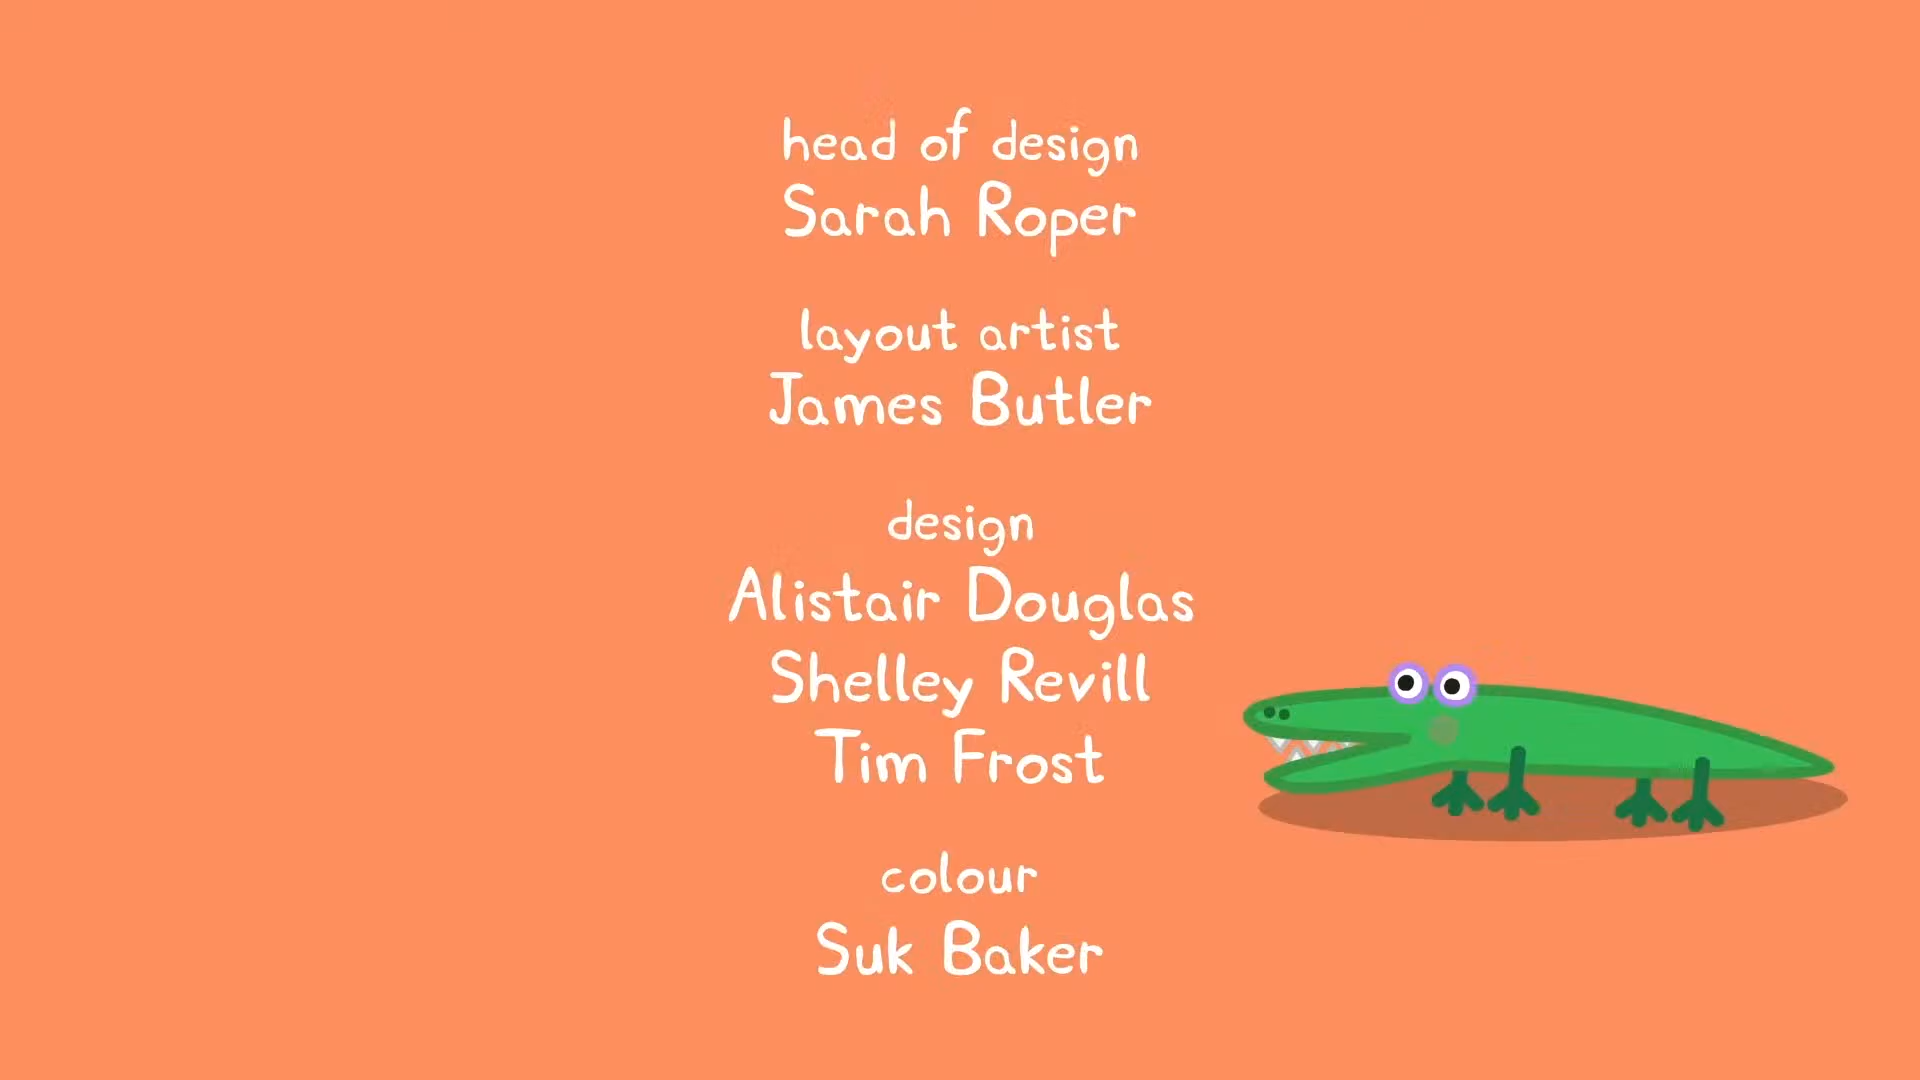 head of design
Sarah Roper
layout artist
James Butler
design
Alistair Douglas
Shelley Revill
Tim Frost
colour
Suk Baker